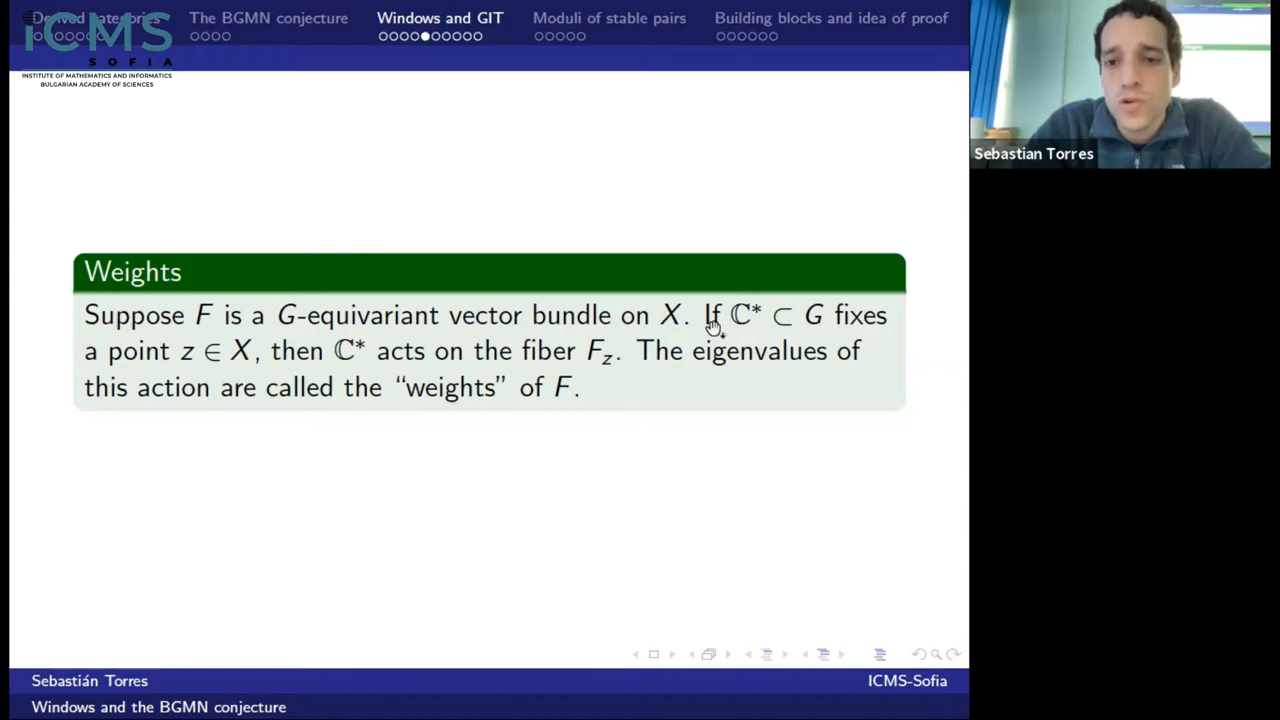 Derived categories The BGMN conjecture Windows and GIT Moduli of stable pairs Building blocks and idea of proof
iCMS
SOFIA
INSTITUTE OF MATHEMATICS AND INFORMATICS
BULGARIAN ACADEMY OF SCIENCES
Sebastian Torres
Weights
Suppose F is a G-equivariant vector bundle on X. If ℂ* ⊂ G fixes
a point z ∈ X, then ℂ* acts on the fiber F_z. The eigenvalues of
this action are called the “weights” of F.
Sebastián Torres ICMS-Sofia
Windows and the BGMN conjecture